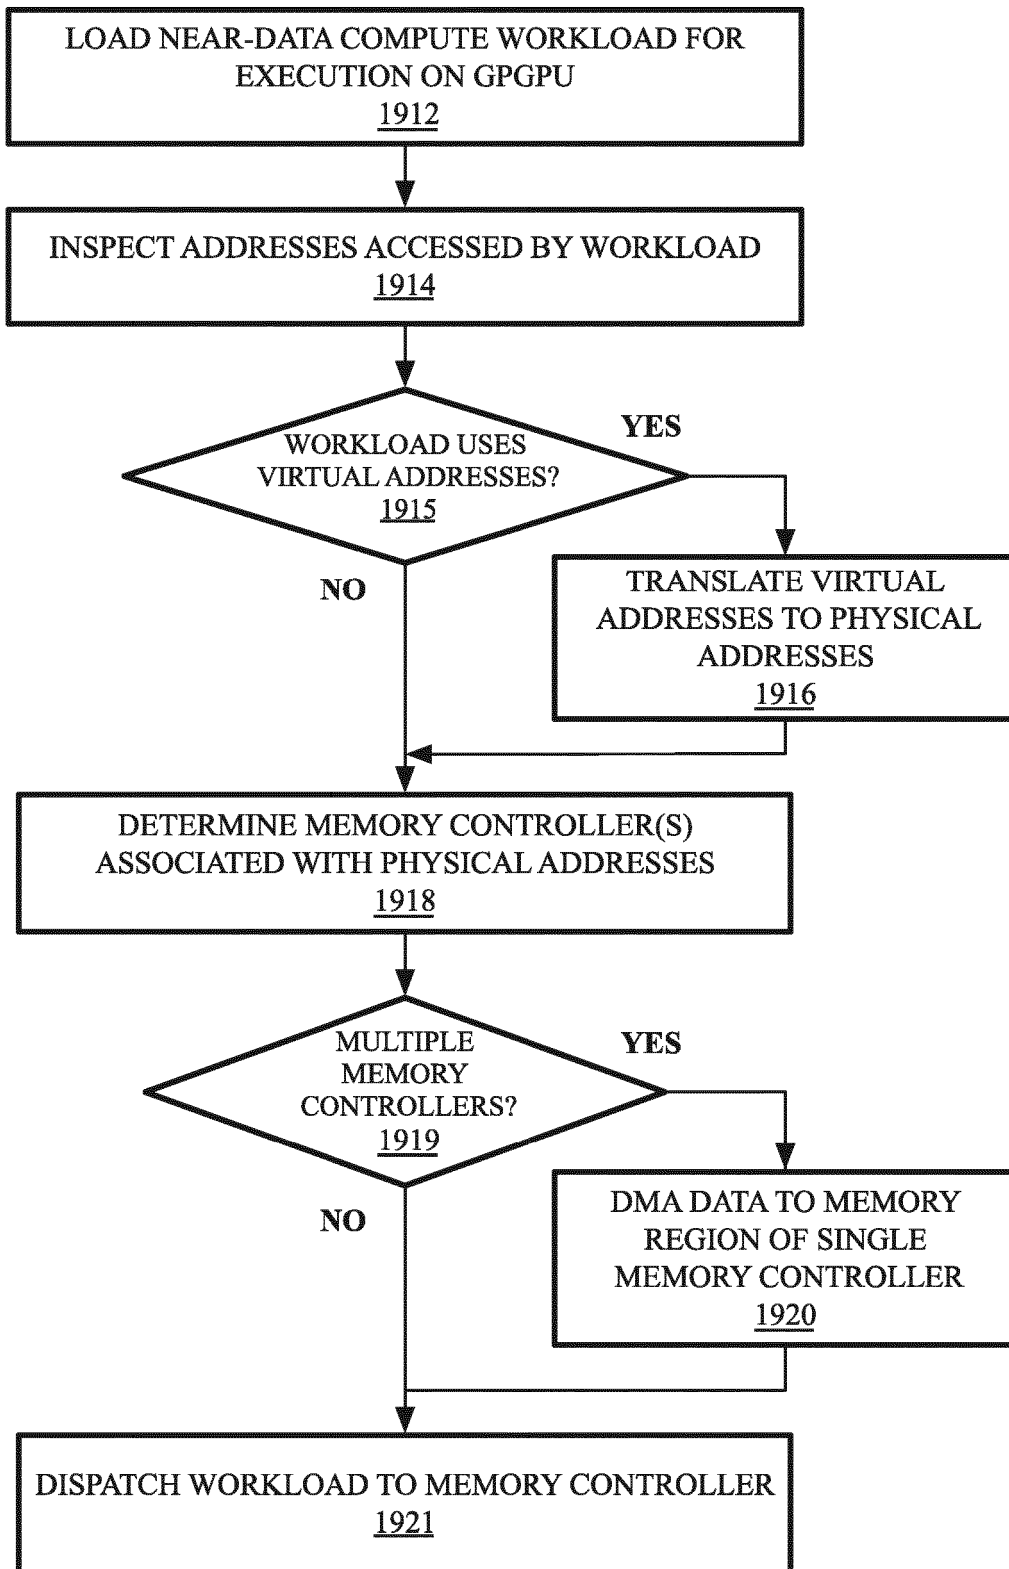 LOAD NEAR-DATA COMPUTE WORKLOAD FOR
EXECUTION ON GPGPU
1912
INSPECT ADDRESSES ACCESSED BY WORKLOAD
1914
WORKLOAD USES
VIRTUAL ADDRESSES?
1915
YES
NO
TRANSLATE VIRTUAL
ADDRESSES TO PHYSICAL
ADDRESSES
1916
DETERMINE MEMORY CONTROLLER(S)
ASSOCIATED WITH PHYSICAL ADDRESSES
1918
MULTIPLE
MEMORY
CONTROLLERS?
1919
YES
NO
DMA DATA TO MEMORY
REGION OF SINGLE
MEMORY CONTROLLER
1920
DISPATCH WORKLOAD TO MEMORY CONTROLLER
1921